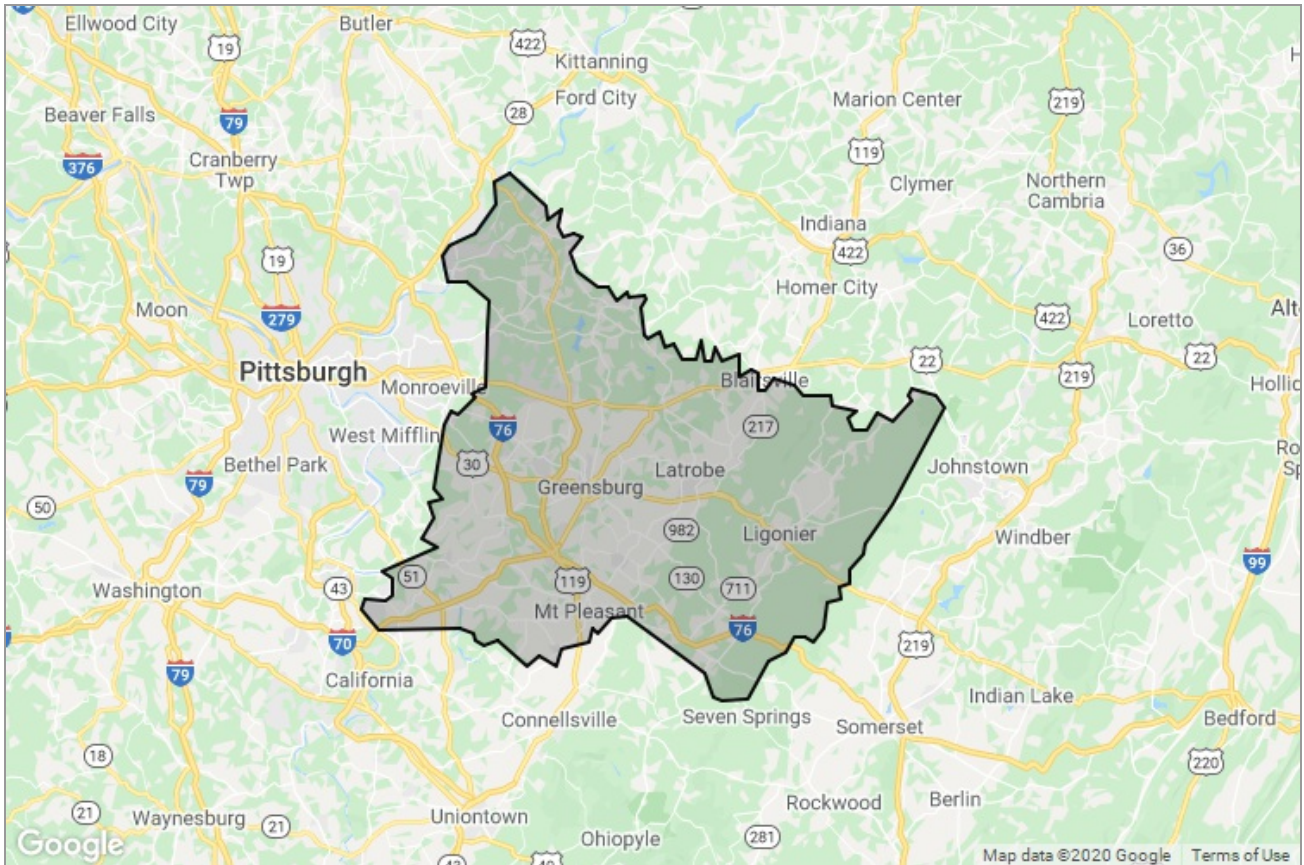 Ellwood City
Butler
19
422
Kittanning
Ford City
28
Marion Center
219
Beaver Falls
79
119
376
Cranberry
Twp
Clymer
Northern
Cambria
Indiana
422
36
19
Homer City
Moon
279
422
Loretto
Alto
22
22
Pittsburgh
Monroeville
Blairsville
219
Hollid
76
217
West Mifflin
30
Latrobe
Bethel Park
Johnstown
Ro
Sp
79
Greensburg
50
982
Ligonier
Windber
99
51
119
130
711
Washington
43
Mt Pleasant
76
70
219
79
California
Indian Lake
Connellsville
Seven Springs
Somerset
Bedford
18
220
21
Waynesburg
21
Uniontown
Rockwood
Berlin
Ohiopyle
281
Google
43
40
Map data ©2020 Google
Terms of Use